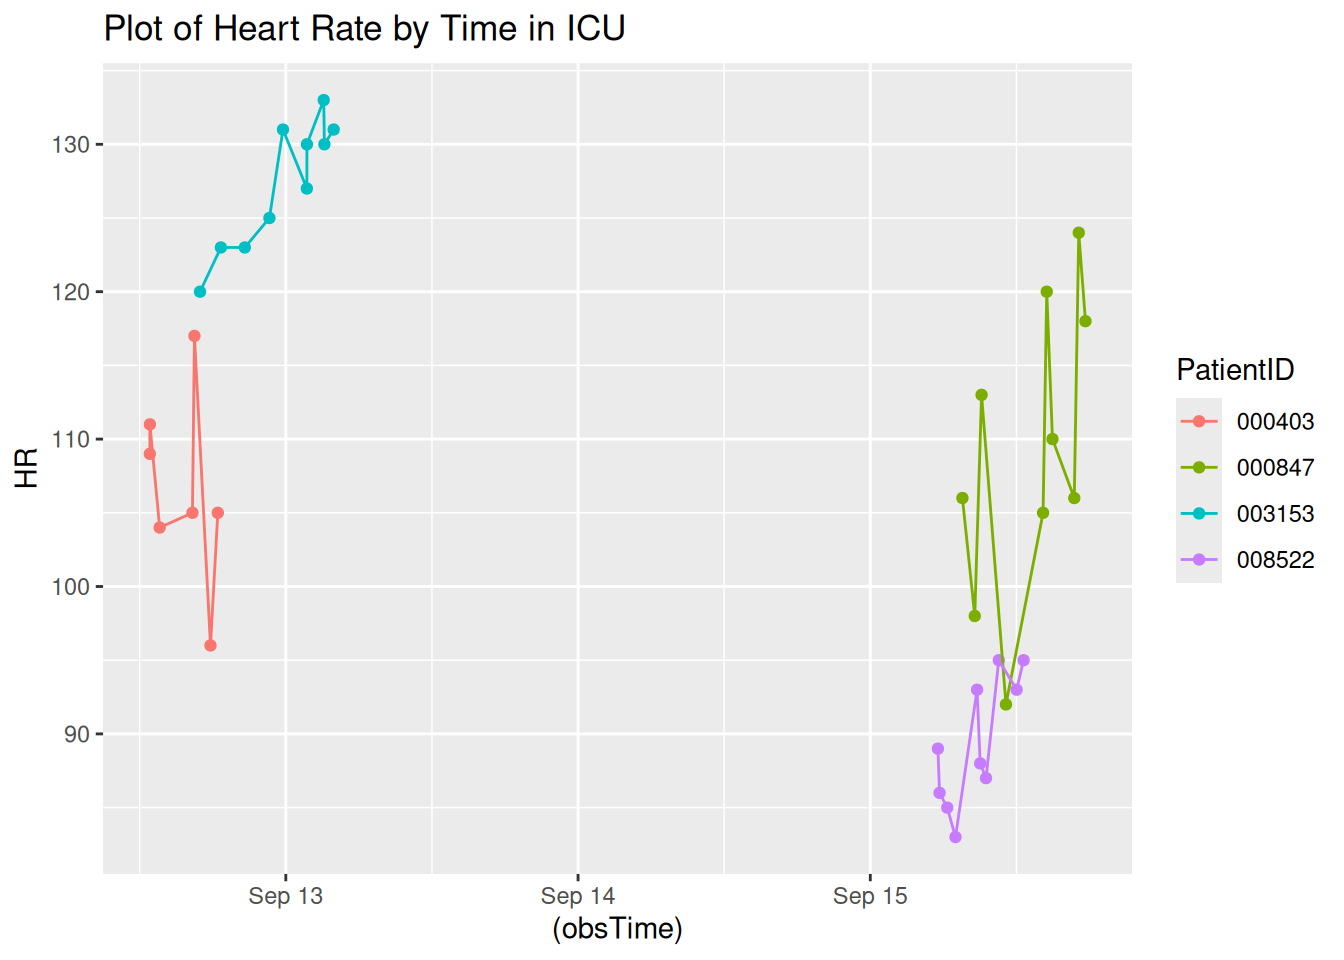 Plot of Heart Rate by Time in ICU
130
120
110
100
90
HR
Sep 13
Sep 14
Sep 15
(obsTime)
PatientID
000403
000847
003153
008522